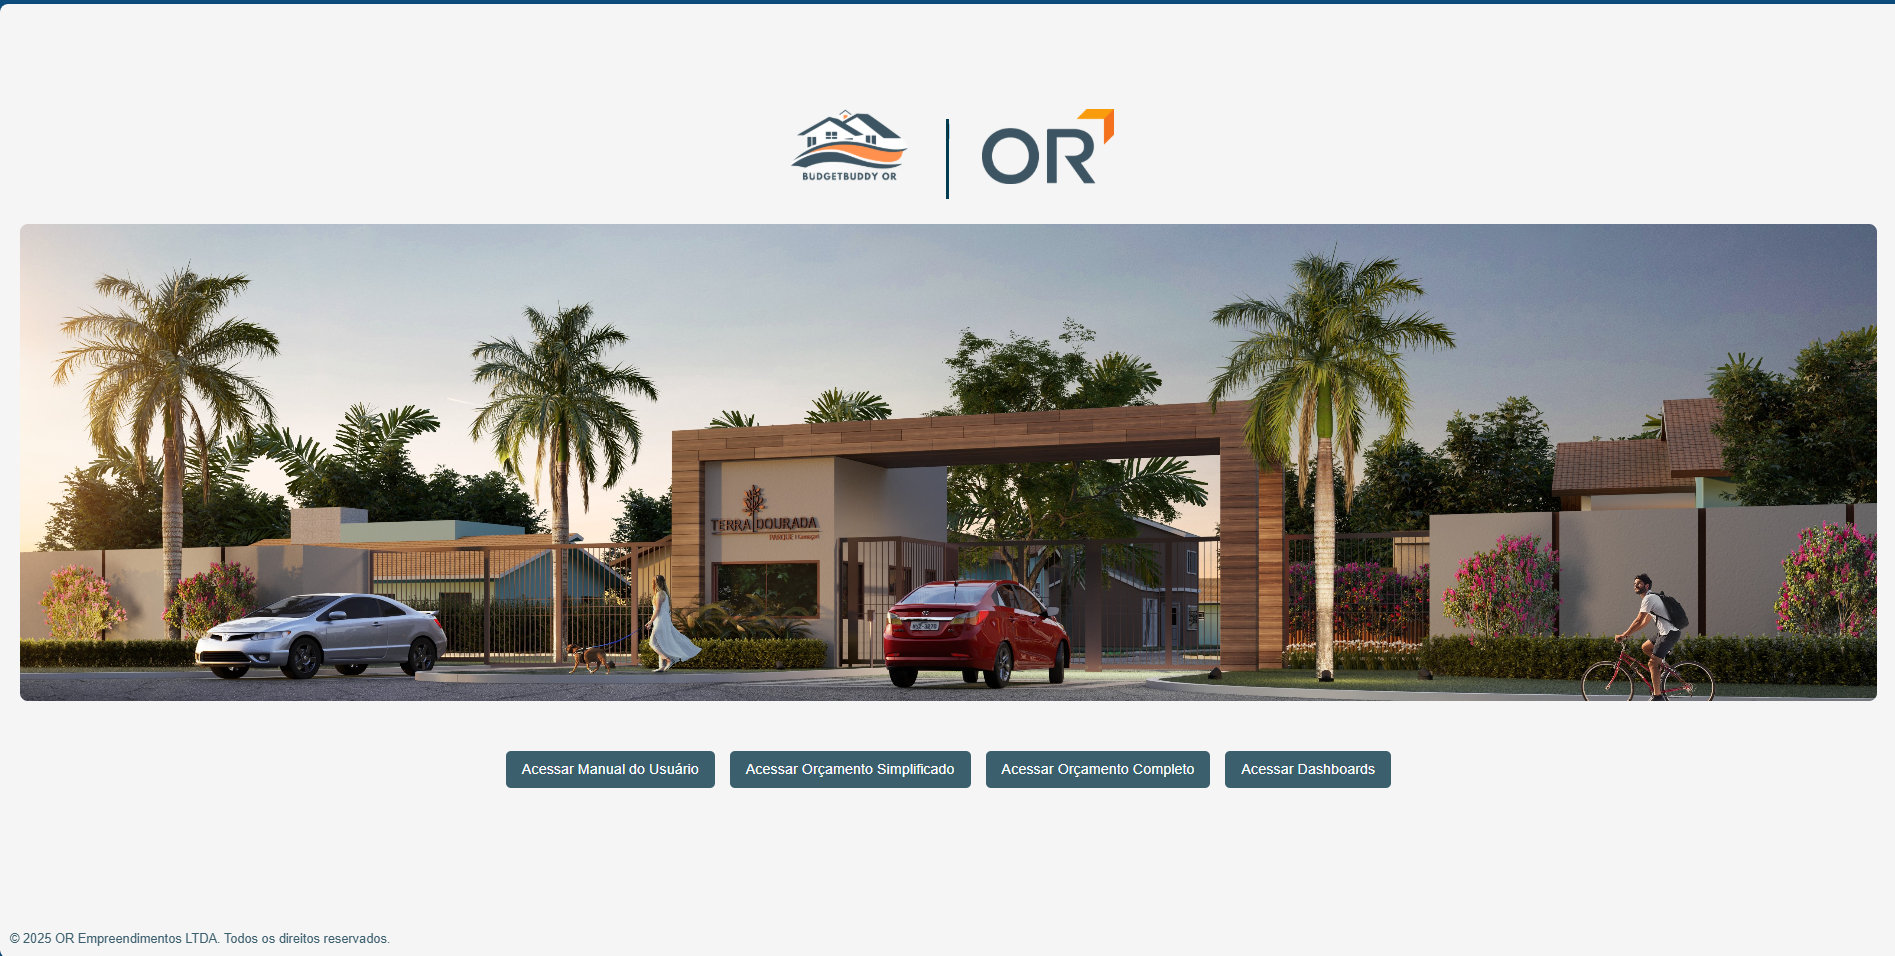 BUDGETBUDDY OR
OR
TERRA DOURADA
PARQUE
Acessar Manual do Usuário
Acessar Orçamento Simplificado
Acessar Orçamento Completo
Acessar Dashboards
© 2025 OR Empreendimentos LTDA. Todos os direitos reservados.